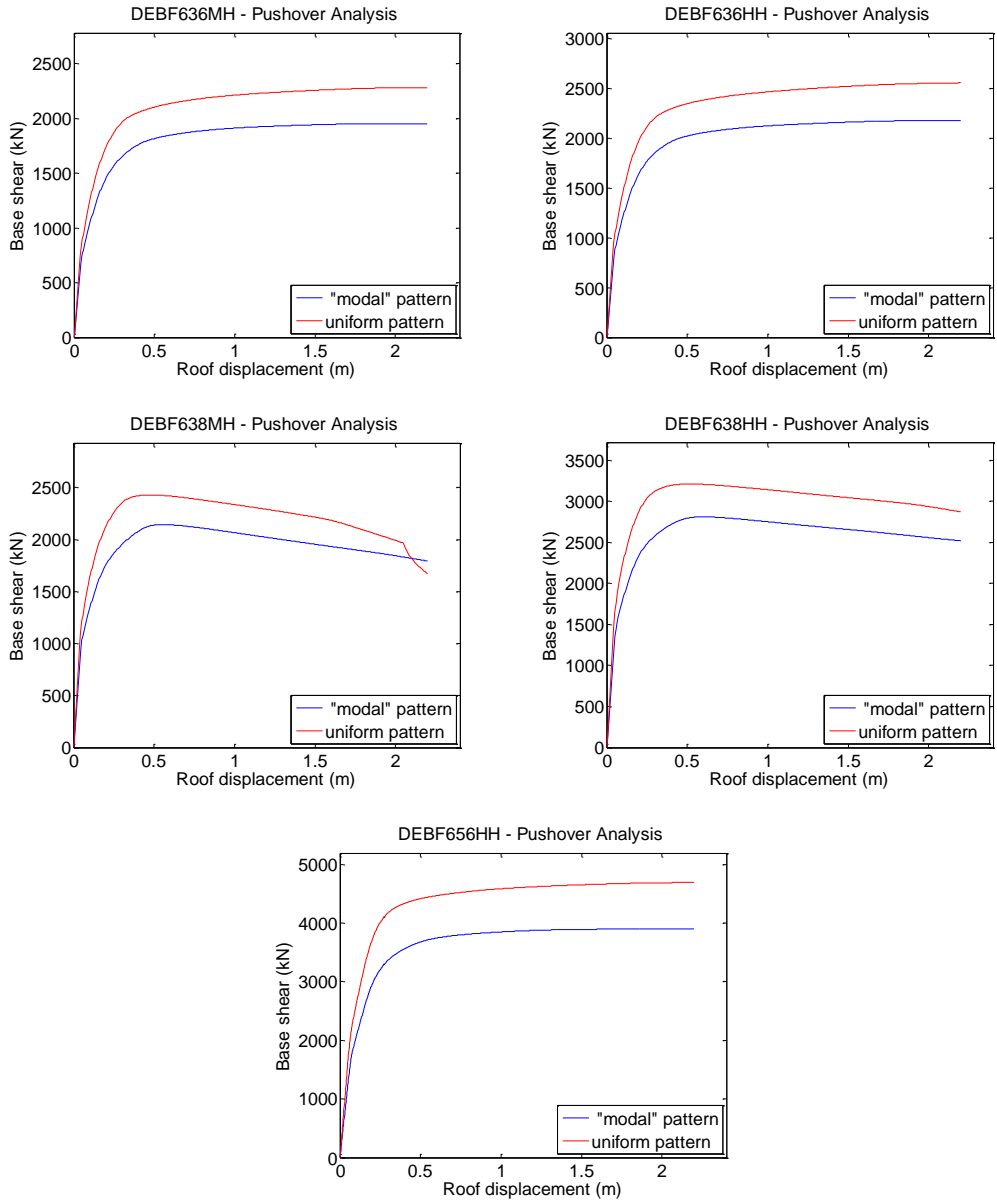 DEBF636MH - Pushover Analysis
2500
2000
1500
1000
500
0
Base shear (kN)
"modal" pattern
uniform pattern
0 0.5 1 1.5 2
Roof displacement (m)
DEBF636HH - Pushover Analysis
3000
2500
2000
1500
1000
500
0
Base shear (kN)
"modal" pattern
uniform pattern
0 0.5 1 1.5 2
Roof displacement (m)
DEBF638MH - Pushover Analysis
2500
2000
1500
1000
500
0
Base shear (kN)
"modal" pattern
uniform pattern
0 0.5 1 1.5 2
Roof displacement (m)
DEBF638HH - Pushover Analysis
3500
3000
2500
2000
1500
1000
500
0
Base shear (kN)
"modal" pattern
uniform pattern
0 0.5 1 1.5 2
Roof displacement (m)
DEBF656HH - Pushover Analysis
5000
4000
3000
2000
1000
0
Base shear (kN)
"modal" pattern
uniform pattern
0 0.5 1 1.5 2
Roof displacement (m)